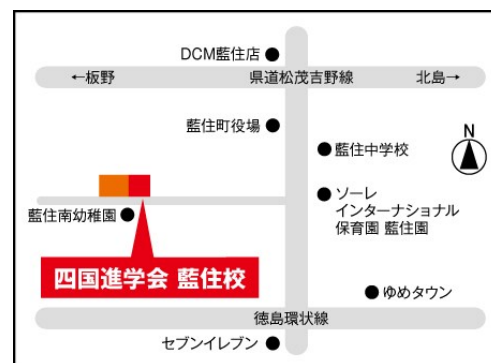 DCM藍住店
←板野
県道松茂吉野線
北島→
藍住町役場
N
藍住中学校
ソーレ
インターナショナル
保育園 藍住園
藍住南幼稚園
四国進学会 藍住校
ゆめタウン
徳島環状線
セブンイレブン